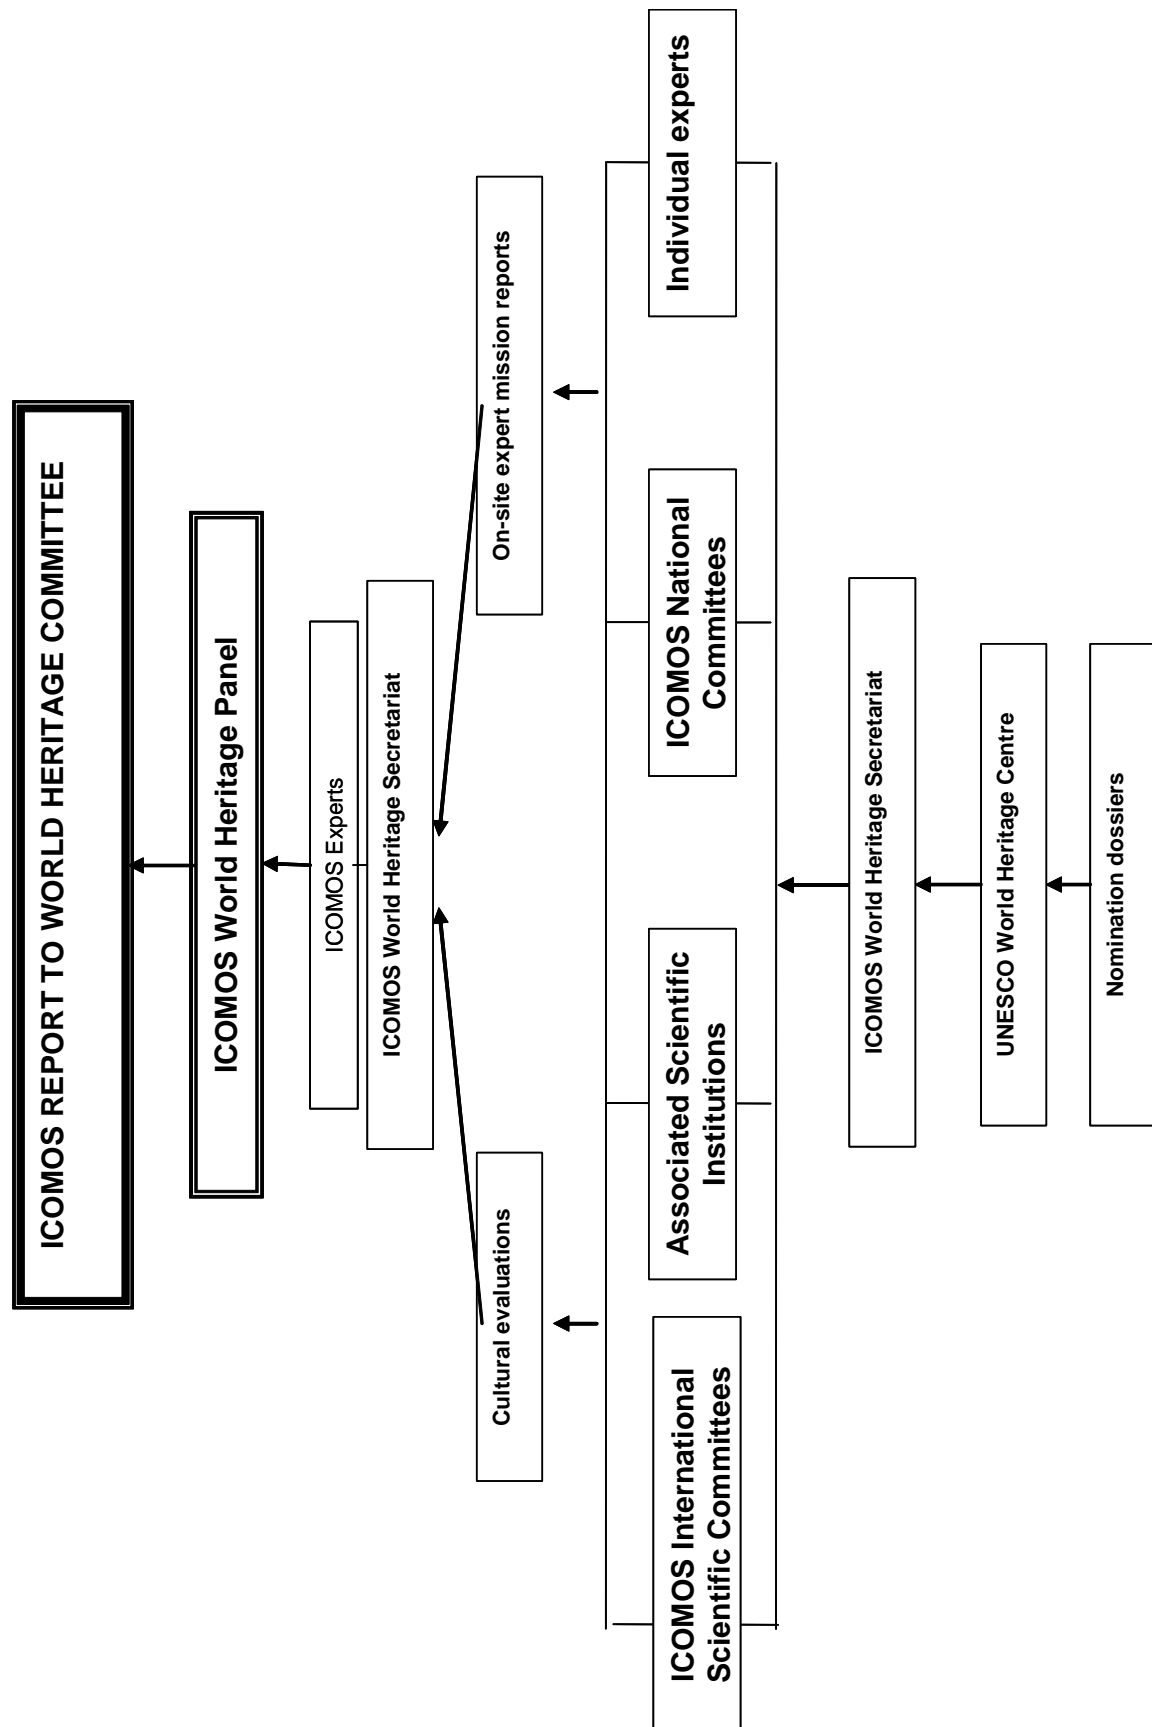 ICOMOS REPORT TO WORLD HERITAGE COMMITTEE
ICOMOS World Heritage Panel
ICOMOS Experts
ICOMOS World Heritage Secretariat
Cultural evaluations
On-site expert mission reports
ICOMOS International
Scientific Committees
Associated Scientific
Institutions
ICOMOS National
Committees
Individual experts
ICOMOS World Heritage Secretariat
UNESCO World Heritage Centre
Nomination dossiers